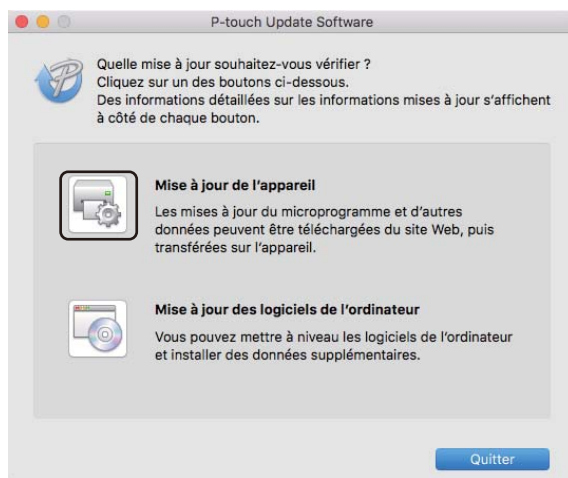 P-touch Update Software
Quelle mise à jour souhaitez-vous vérifier ?
Cliquez sur un des boutons ci-dessous.
Des informations détaillées sur les informations mises à jour s'affichent
à côté de chaque bouton.
Mise à jour de l'appareil
Les mises à jour du microprogramme et d'autres
données peuvent être téléchargées du site Web, puis
transférées sur l'appareil.
Mise à jour des logiciels de l'ordinateur
Vous pouvez mettre à niveau les logiciels de l'ordinateur
et installer des données supplémentaires.
Quitter